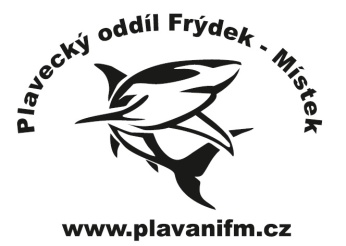 Plavecký oddíl Frýdek - Místek
www.plavanifm.cz